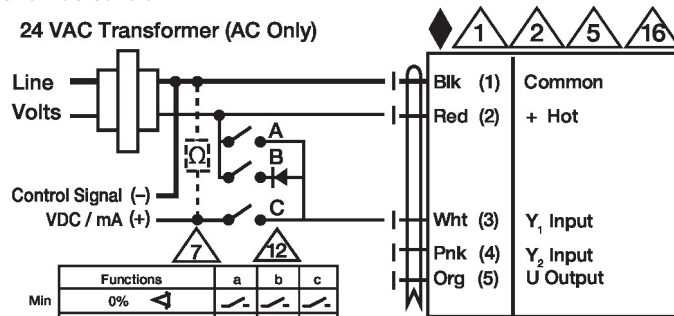 24 VAC Transformer (AC Only)
1 2 5 16
Line
Volts
Blk (1) Common
Red (2) + Hot
A
Ω
B
Control Signal (−)
VDC / mA (+)
C
Wht (3) Y₁ Input
7 12
Pnk (4) Y₂ Input
Org (5) U Output
Functions a b c
Min 0%